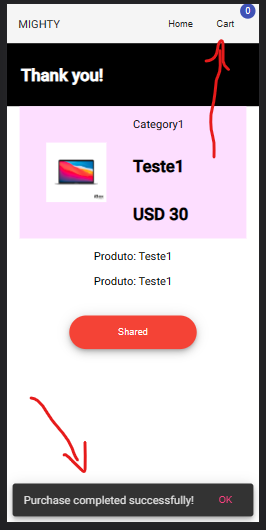 MIGHTY Home Cart 0
Thank you!
Category1
Teste1
USD 30
Produto: Teste1
Produto: Teste1
Shared
Purchase completed successfully! OK